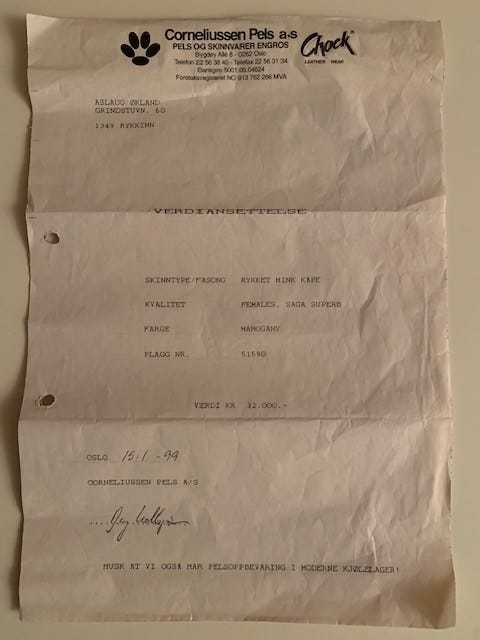 Corneliussen Pels a.s
PELS OG SKINNVARER ENGROS
Bygdøy Allé 8 - 0262 Oslo
Telefon 22 56 38 40 - Telefax 22 56 31 34
Bankgiro 5001.05.04624
Foretaksregisteret NO 913 762 266 MVA
Chock®
LEATHER WEAR
ASLAUG ØKLAND
GRINDSTUVN. 60
1349 RYKKINN
VERDIANSETTELSE
SKINNTYPE/FASONG RYKKET MINK KAPE
KVALITET FEMALES. SAGA SUPERB
FARGE MAHOGANY
PLAGG NR. 51590
VERDI KR 32.000.-
OSLO. 15.1 -99
CORNELIUSSEN PELS A/S
HUSK AT VI OGSÅ HAR PELSOPPBEVARING I MODERNE KJØLELAGER!